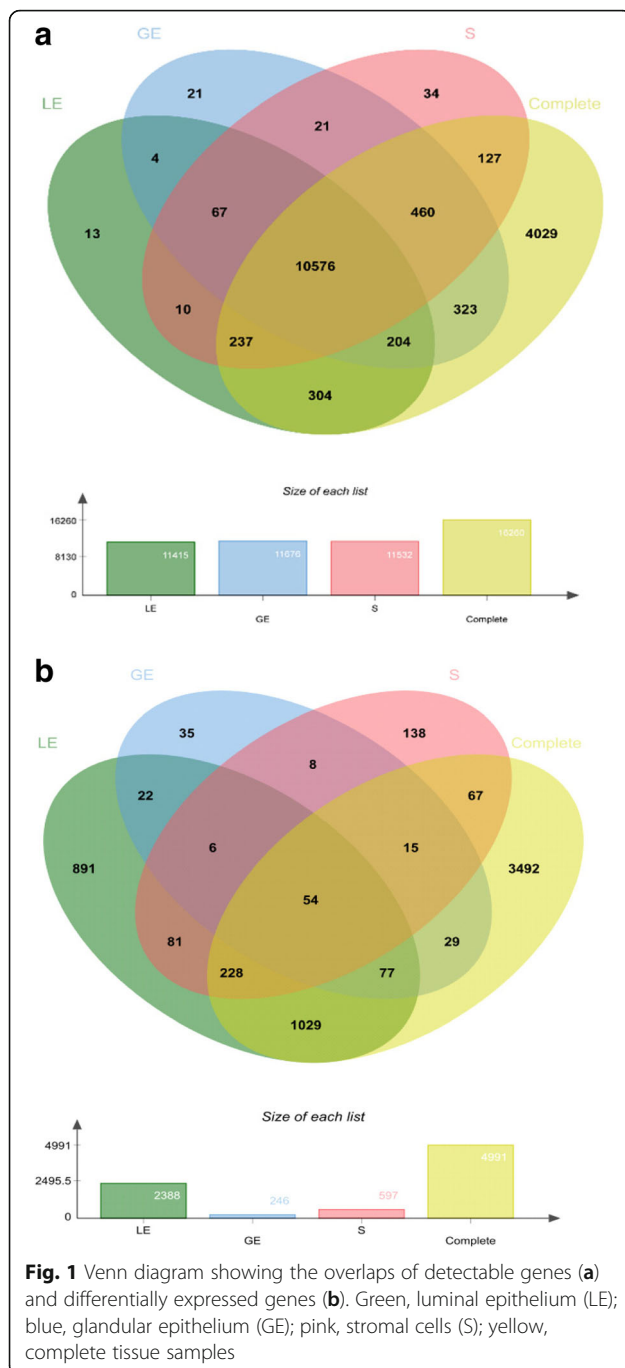 a
GE
S
LE
Complete
21
34
4
21
127
67
460
13
4029
10576
10
323
237
204
304
Size of each list
16260
8130
0
11415
11676
11532
16260
LE
GE
S
Complete
b
GE
S
LE
Complete
35
138
22
8
67
6
15
891
3492
54
81
29
228
77
1029
Size of each list
4991
2495.5
0
2388
246
597
4991
LE
GE
S
Complete
Fig. 1 Venn diagram showing the overlaps of detectable genes (a)
and differentially expressed genes (b). Green, luminal epithelium (LE);
blue, glandular epithelium (GE); pink, stromal cells (S); yellow,
complete tissue samples